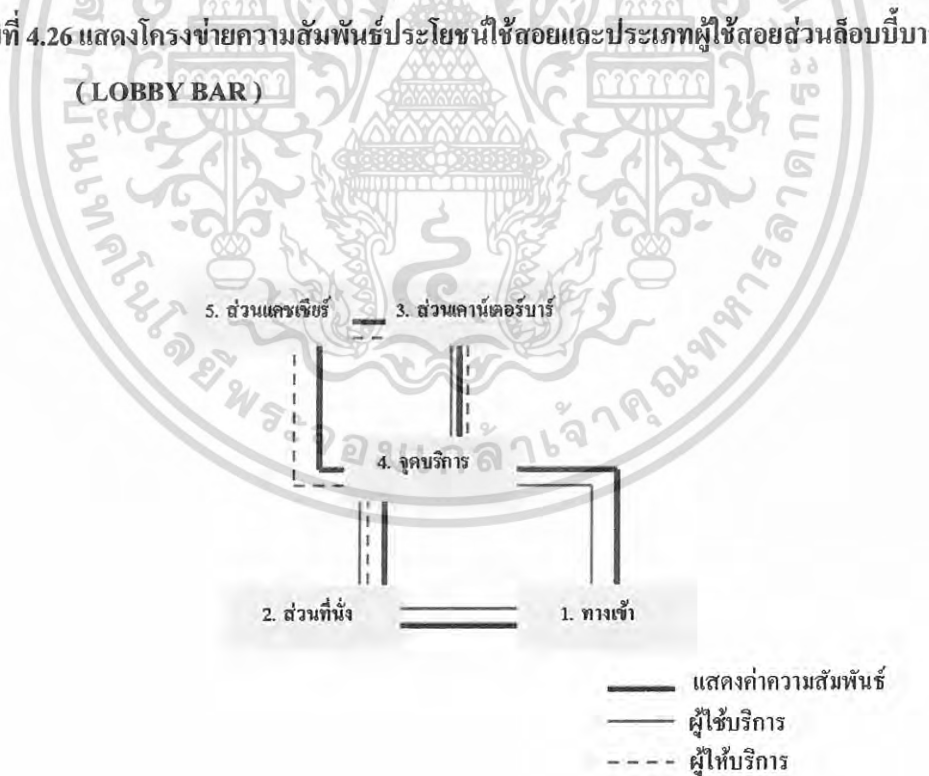 ที่ 4.26 แสดงโครงข่ายความสัมพันธ์ประโยชน์ใช้สอยและประเภทผู้ใช้สอยส่วนล็อบบี้บา
( LOBBY BAR )
5. ส่วนแคชเชียร์ 3. ส่วนเคาน์เตอร์บาร์
4. จุดบริการ
2. ส่วนที่นั่ง 1. ทางเข้า
แสดงค่าความสัมพันธ์
ผู้ใช้บริการ
ผู้ให้บริการ